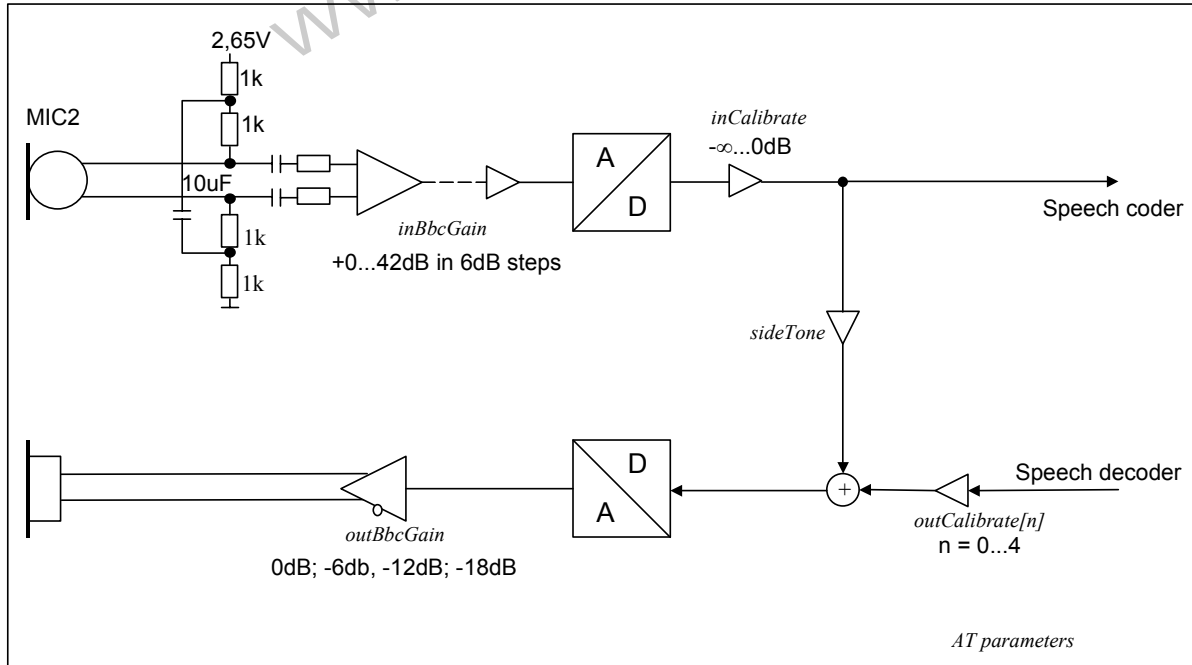 www.
2,65V
1k
1k
MIC2
10uF
1k
1k
inBbcGain
+0...42dB in 6dB steps
A
D
inCalibrate
-∞...0dB
Speech coder
sideTone
D
A
+
Speech decoder
outCalibrate[n]
n = 0...4
outBbcGain
0dB; -6db, -12dB; -18dB
AT parameters